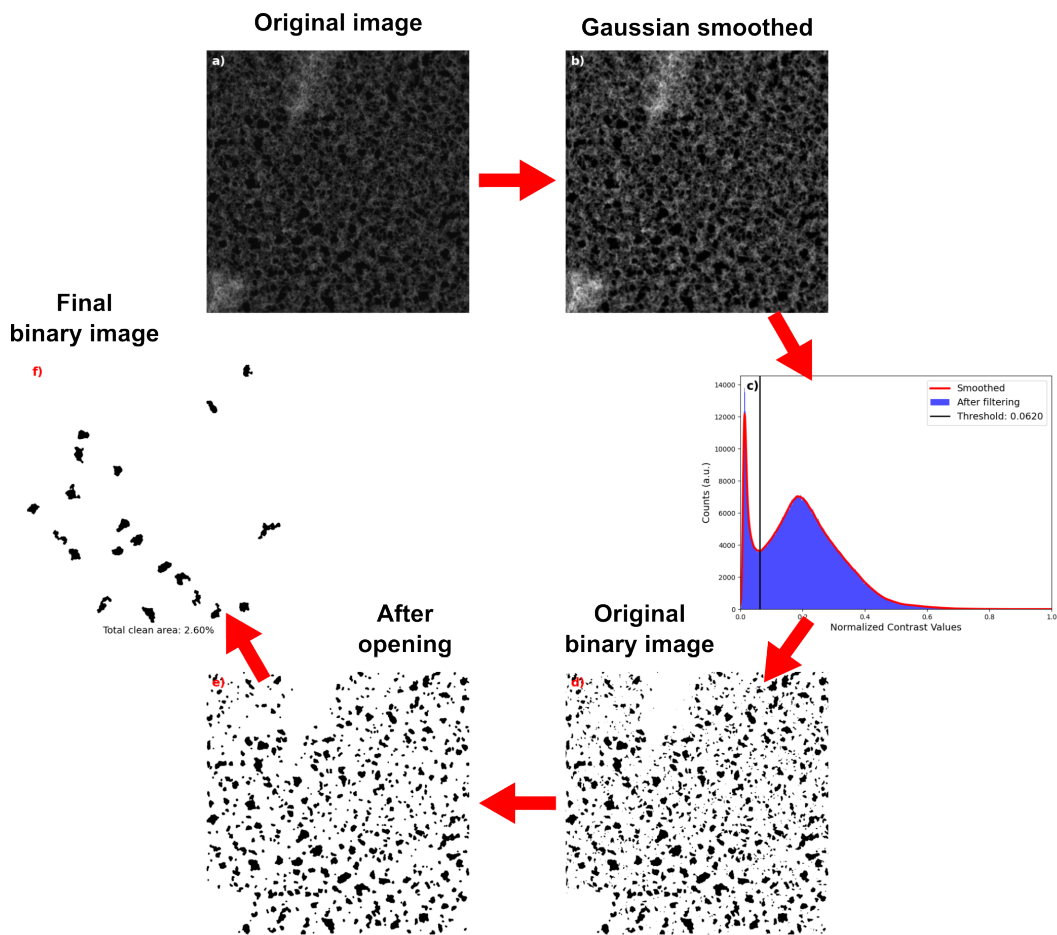 Original image
Gaussian smoothed
a)
b)
Final
binary image
f)
c)
Smoothed
After filtering
Threshold: 0.0620
14000
12000
10000
8000
6000
4000
2000
0
Counts (a.u.)
0.0
0.2
0.4
0.6
0.8
1.0
Normalized Contrast Values
Total clean area: 2.60%
After
opening
Original
binary image
e)
d)